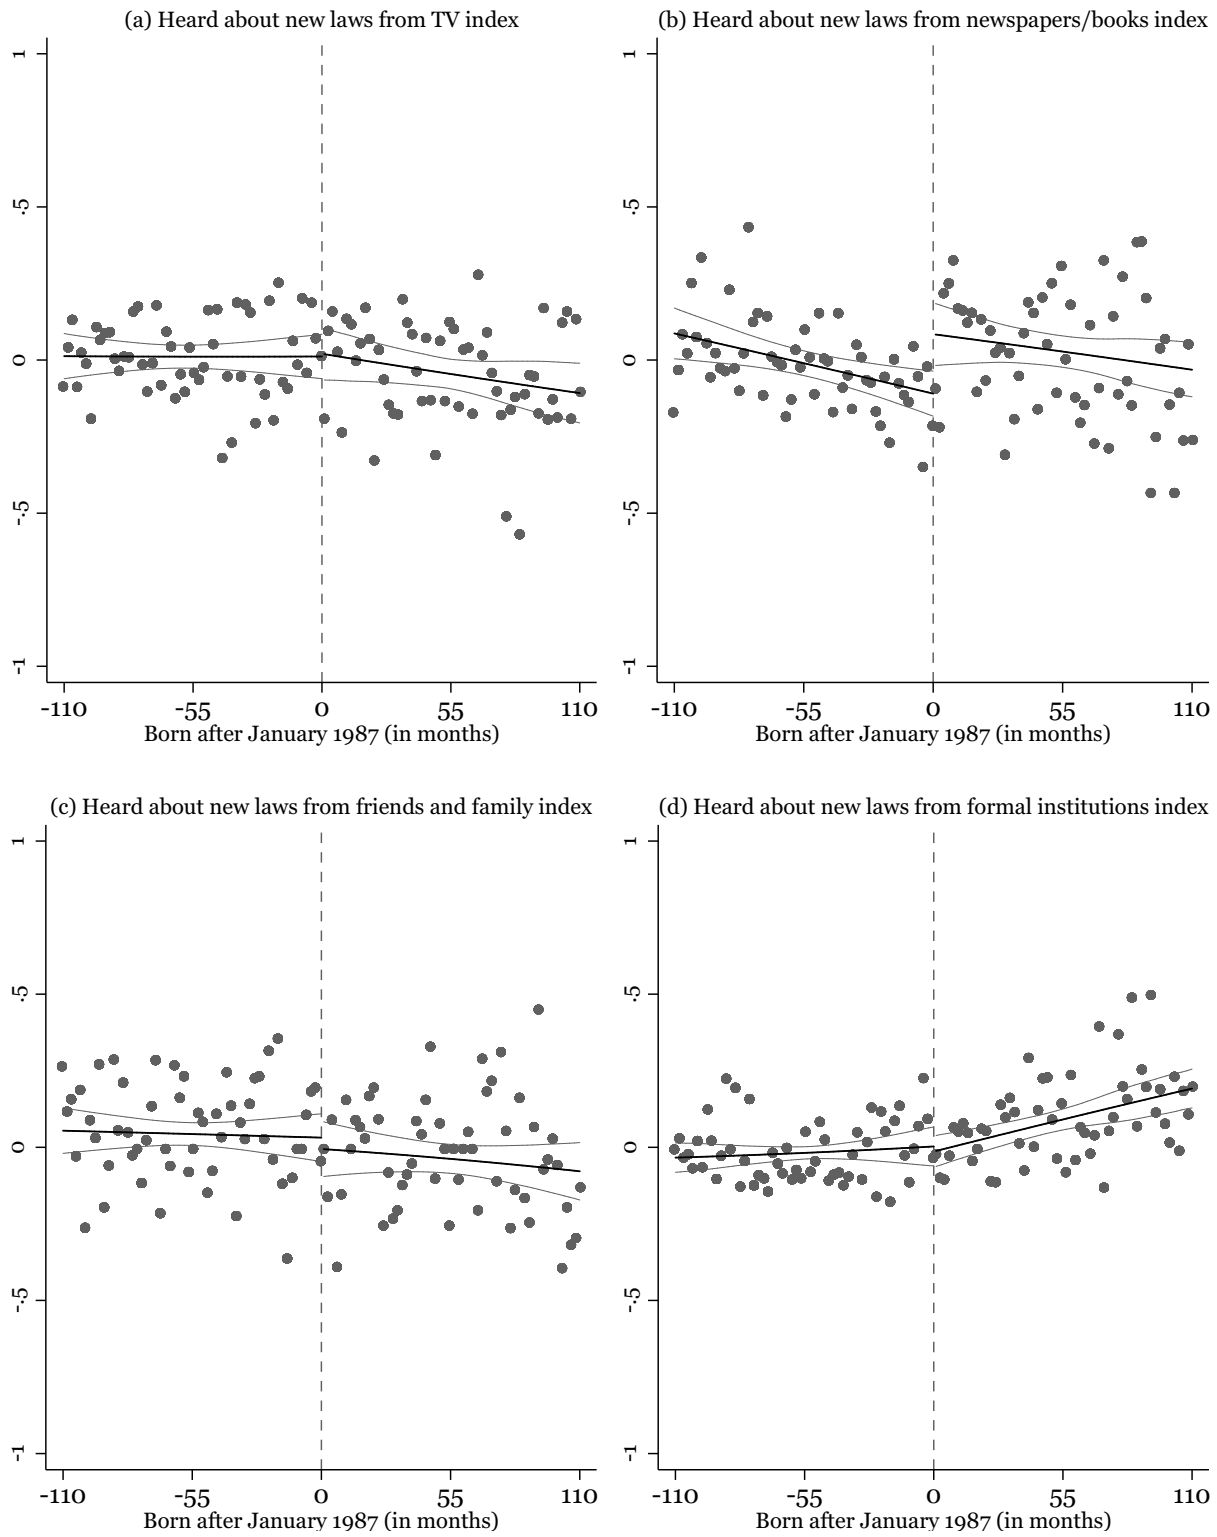 (a) Heard about new laws from TV index
1
.5
0
-.5
-1
-110 -55 0 55 110
Born after January 1987 (in months)
(b) Heard about new laws from newspapers/books index
1
.5
0
-.5
-1
-110 -55 0 55 110
Born after January 1987 (in months)
(c) Heard about new laws from friends and family index
1
.5
0
-.5
-1
-110 -55 0 55 110
Born after January 1987 (in months)
(d) Heard about new laws from formal institutions index
1
.5
0
-.5
-1
-110 -55 0 55 110
Born after January 1987 (in months)